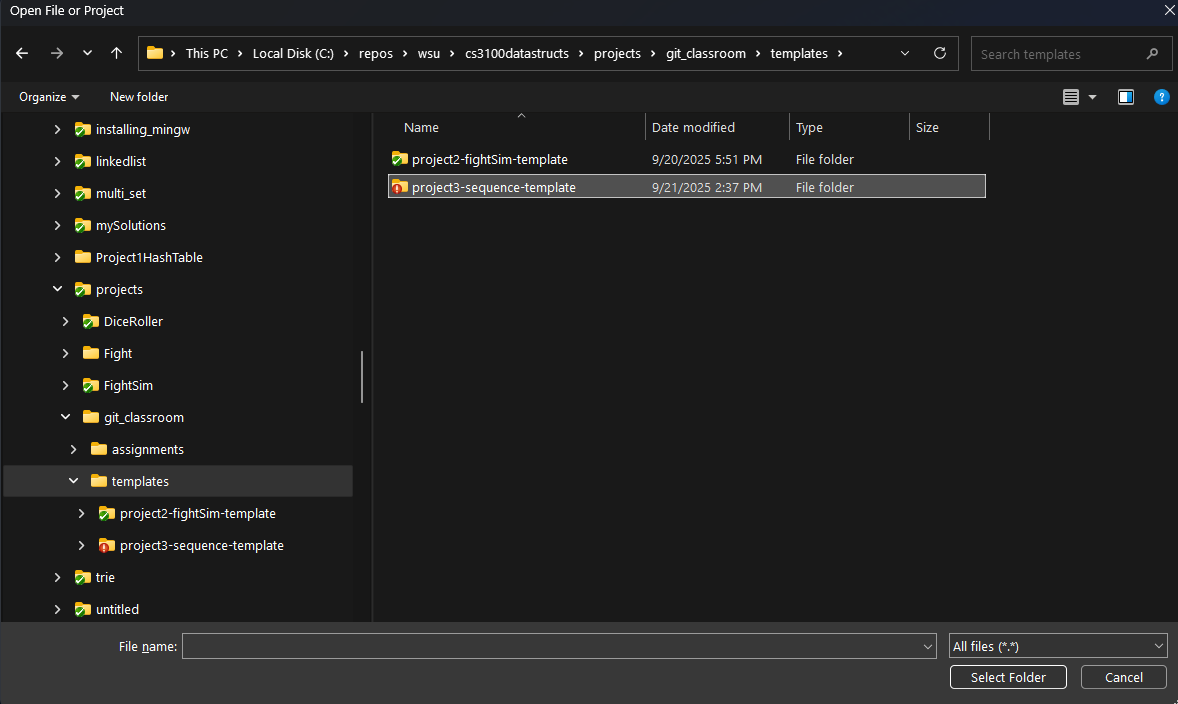 Open File or Project
This PC > Local Disk (C:) > repos > wsu > cs3100datastructs > projects > git_classroom > templates >
Search templates
Organize
New folder
?
installing_mingw
linkedlist
multi_set
mySolutions
Project1HashTable
projects
DiceRoller
Fight
FightSim
git_classroom
assignments
templates
project2-fightSim-template
project3-sequence-template
trie
untitled
Name Date modified Type Size
project2-fightSim-template 9/20/2025 5:51 PM File folder
project3-sequence-template 9/21/2025 2:37 PM File folder
File name:
All files (*.*)
Select Folder
Cancel